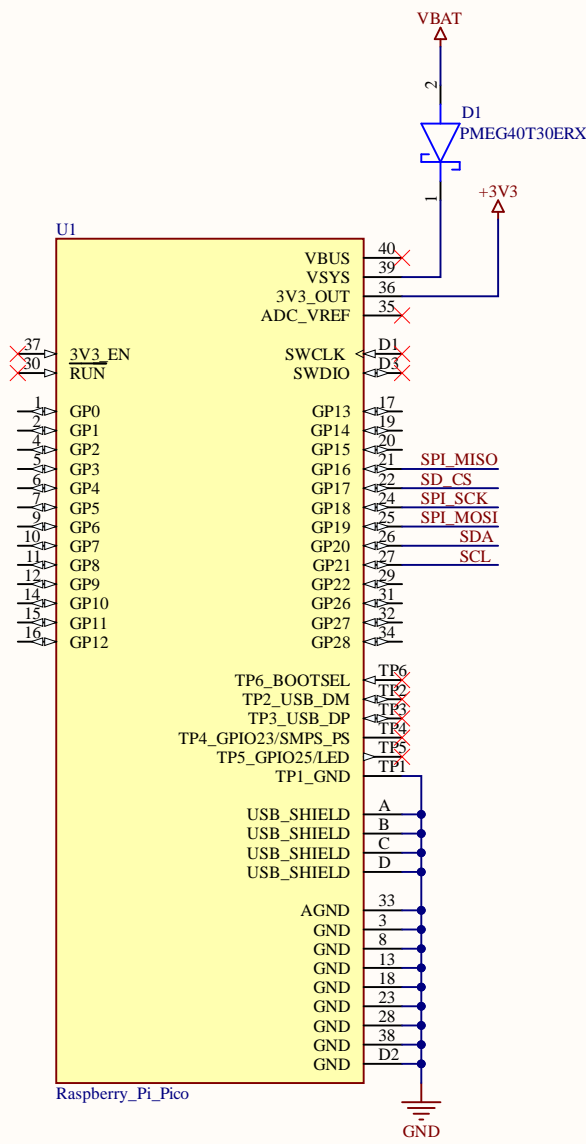 VBAT
2
D1
PMEG40T30ERX
1
+3V3
U1
VBUS 40
VSYS 39
3V3_OUT 36
ADC_VREF 35
37 3V3_EN SWCLK D1
30 RUN SWDIO D3
1 GP0 GP13 17
2 GP1 GP14 19
4 GP2 GP15 20
5 GP3 GP16 21 SPI_MISO
6 GP4 GP17 22 SD_CS
7 GP5 GP18 24 SPI_SCK
9 GP6 GP19 25 SPI_MOSI
10 GP7 GP20 26 SDA
11 GP8 GP21 27 SCL
12 GP9 GP22 29
14 GP10 GP26 31
15 GP11 GP27 32
16 GP12 GP28 34
TP6_BOOTSEL TP6
TP2_USB_DM TP2
TP3_USB_DP TP3
TP4_GPIO23/SMPS_PS TP4
TP5_GPIO25/LED TP5
TP1_GND TP1
USB_SHIELD A
USB_SHIELD B
USB_SHIELD C
USB_SHIELD D
AGND 33
GND 3
GND 8
GND 13
GND 18
GND 23
GND 28
GND 38
GND D2
Raspberry_Pi_Pico
GND